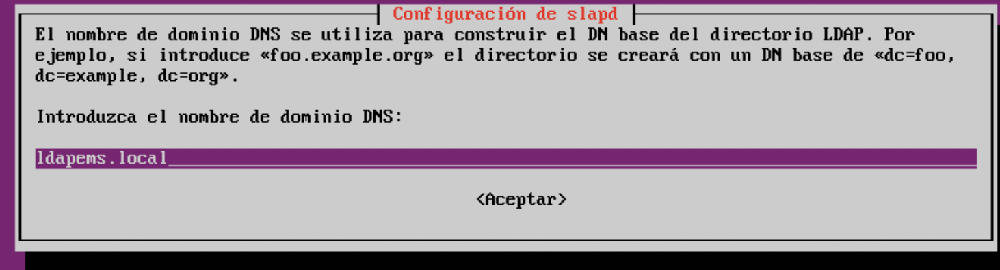 Configuración de slapd
El nombre de dominio DNS se utiliza para construir el DN base del directorio LDAP. Por
ejemplo, si introduce «foo.example.org» el directorio se creará con un DN base de «dc=foo,
dc=example, dc=org».
Introduzca el nombre de dominio DNS:
ldapems.local
<Aceptar>